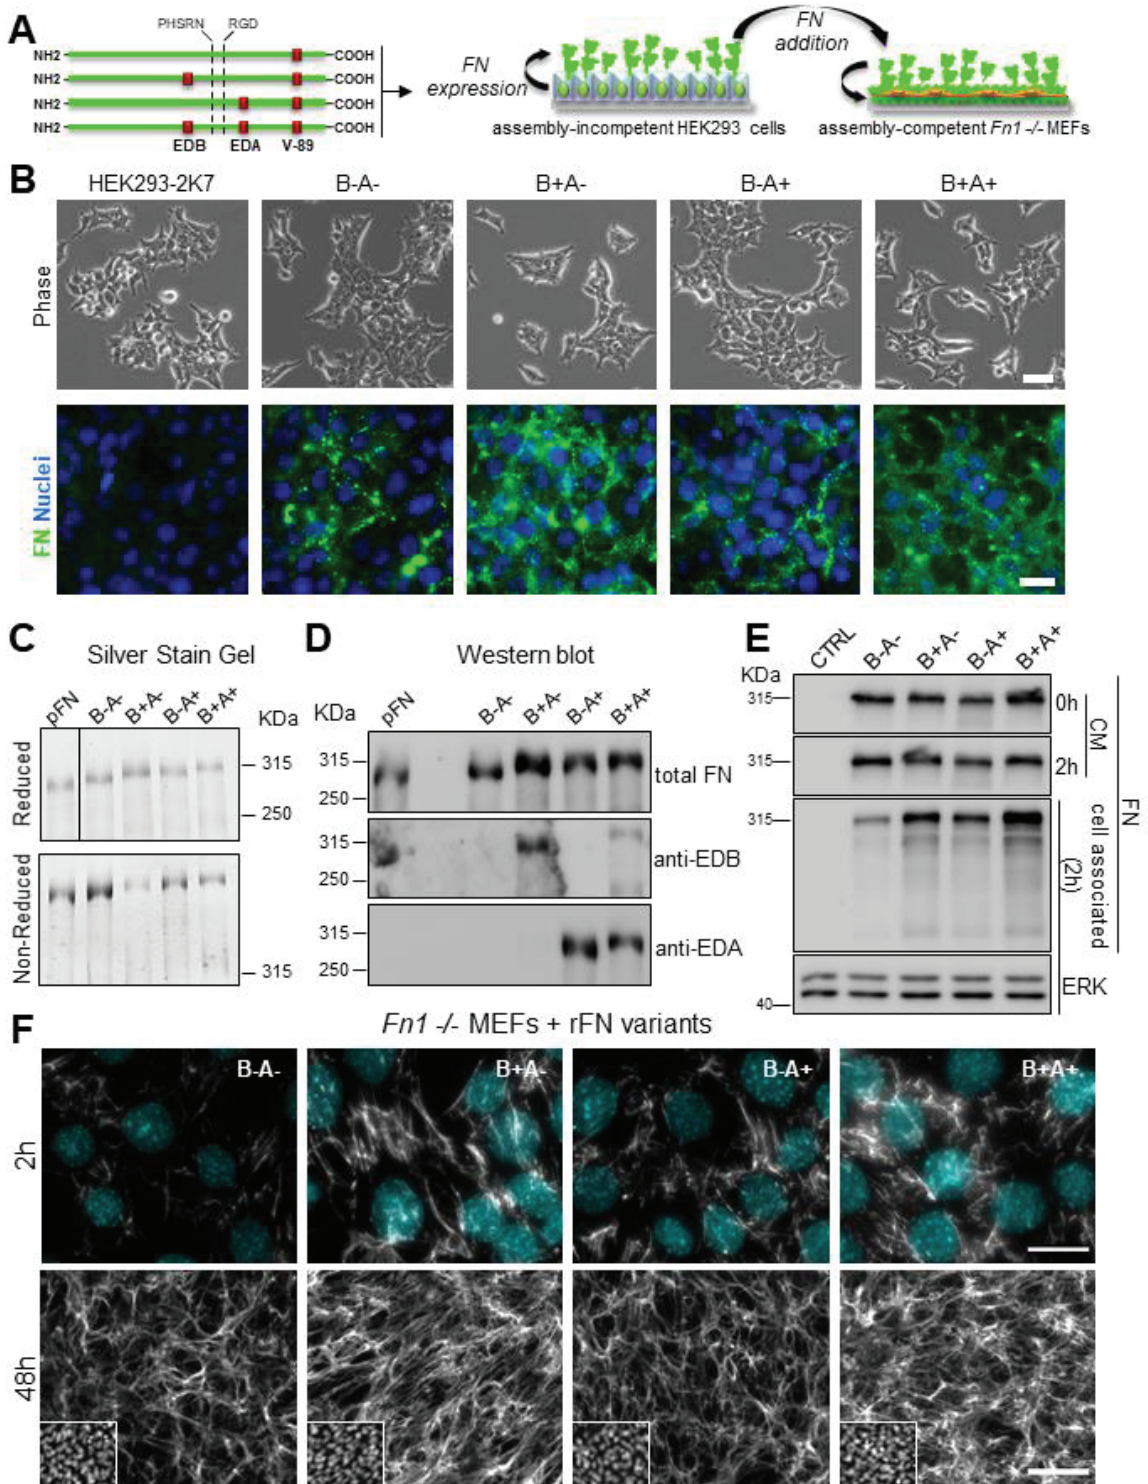 A
PHSRN
RGD
NH2
COOH
NH2
COOH
NH2
COOH
NH2
COOH
EDB
EDA
V-89
FN
expression
FN
addition
assembly-incompetent HEK293 cells
assembly-competent Fn1 -/- MEFs
B
HEK293-2K7
B-A-
B+A-
B-A+
B+A+
Phase
FN Nuclei
C
Silver Stain Gel
pFN
B-A-
B+A-
B-A+
B+A+
KDa
Reduced
315
250
Non-Reduced
315
D
Western blot
KDa
pFN
B-A-
B+A-
B-A+
B+A+
315
250
total FN
315
250
anti-EDB
315
250
anti-EDA
E
KDa
CTRL
B-A-
B+A-
B-A+
B+A+
315
0h
315
2h
CM
315
cell associated
(2h)
FN
40
ERK
F
Fn1 -/- MEFs + rFN variants
2h
B-A-
B+A-
B-A+
B+A+
48h